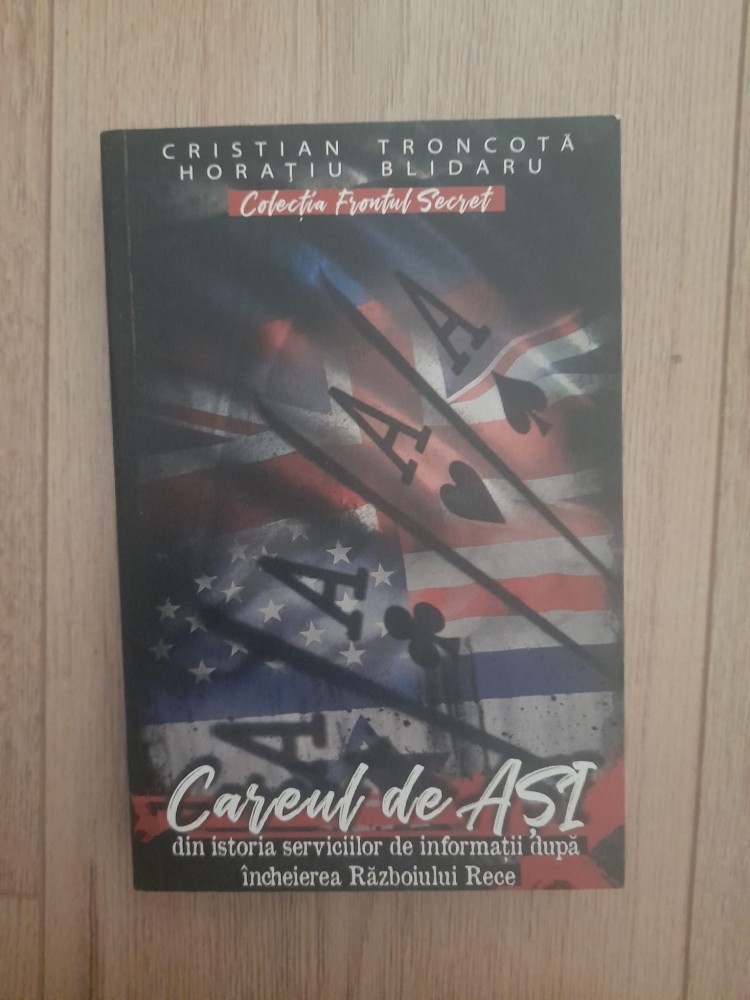 CRISTIAN TRONCOTĂ
HORAȚIU BLIDARU
Colecția Frontul Secret
A
A
A
A
Careul de AȘI
din istoria serviciilor de informații după
încheierea Războiului Rece